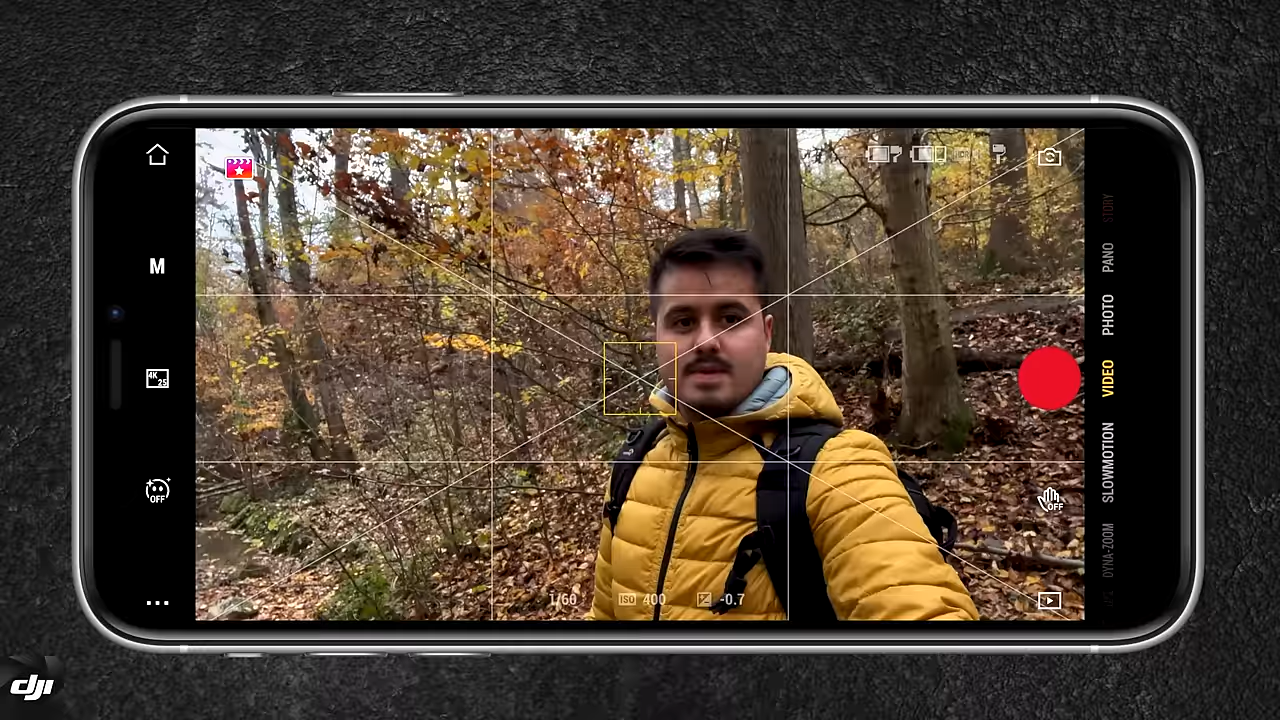 M
4K
25
OFF
1/60
ISO 400
-0.7
OFF
STORY
PANO
PHOTO
VIDEO
SLOWMOTION
DYNA-ZOOM
dji